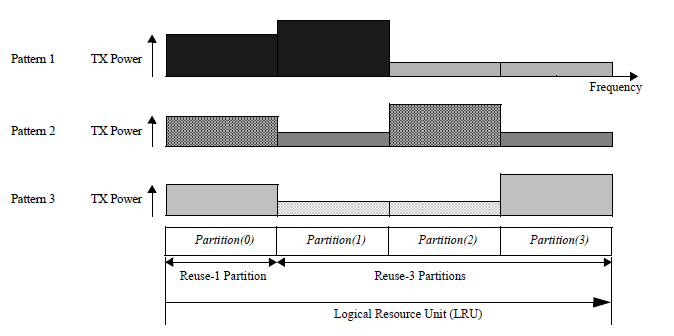 Pattern 1 TX Power
Frequency
Pattern 2 TX Power
Pattern 3 TX Power
Partition(0) Partition(1) Partition(2) Partition(3)
Reuse-1 Partition Reuse-3 Partitions
Logical Resource Unit (LRU)